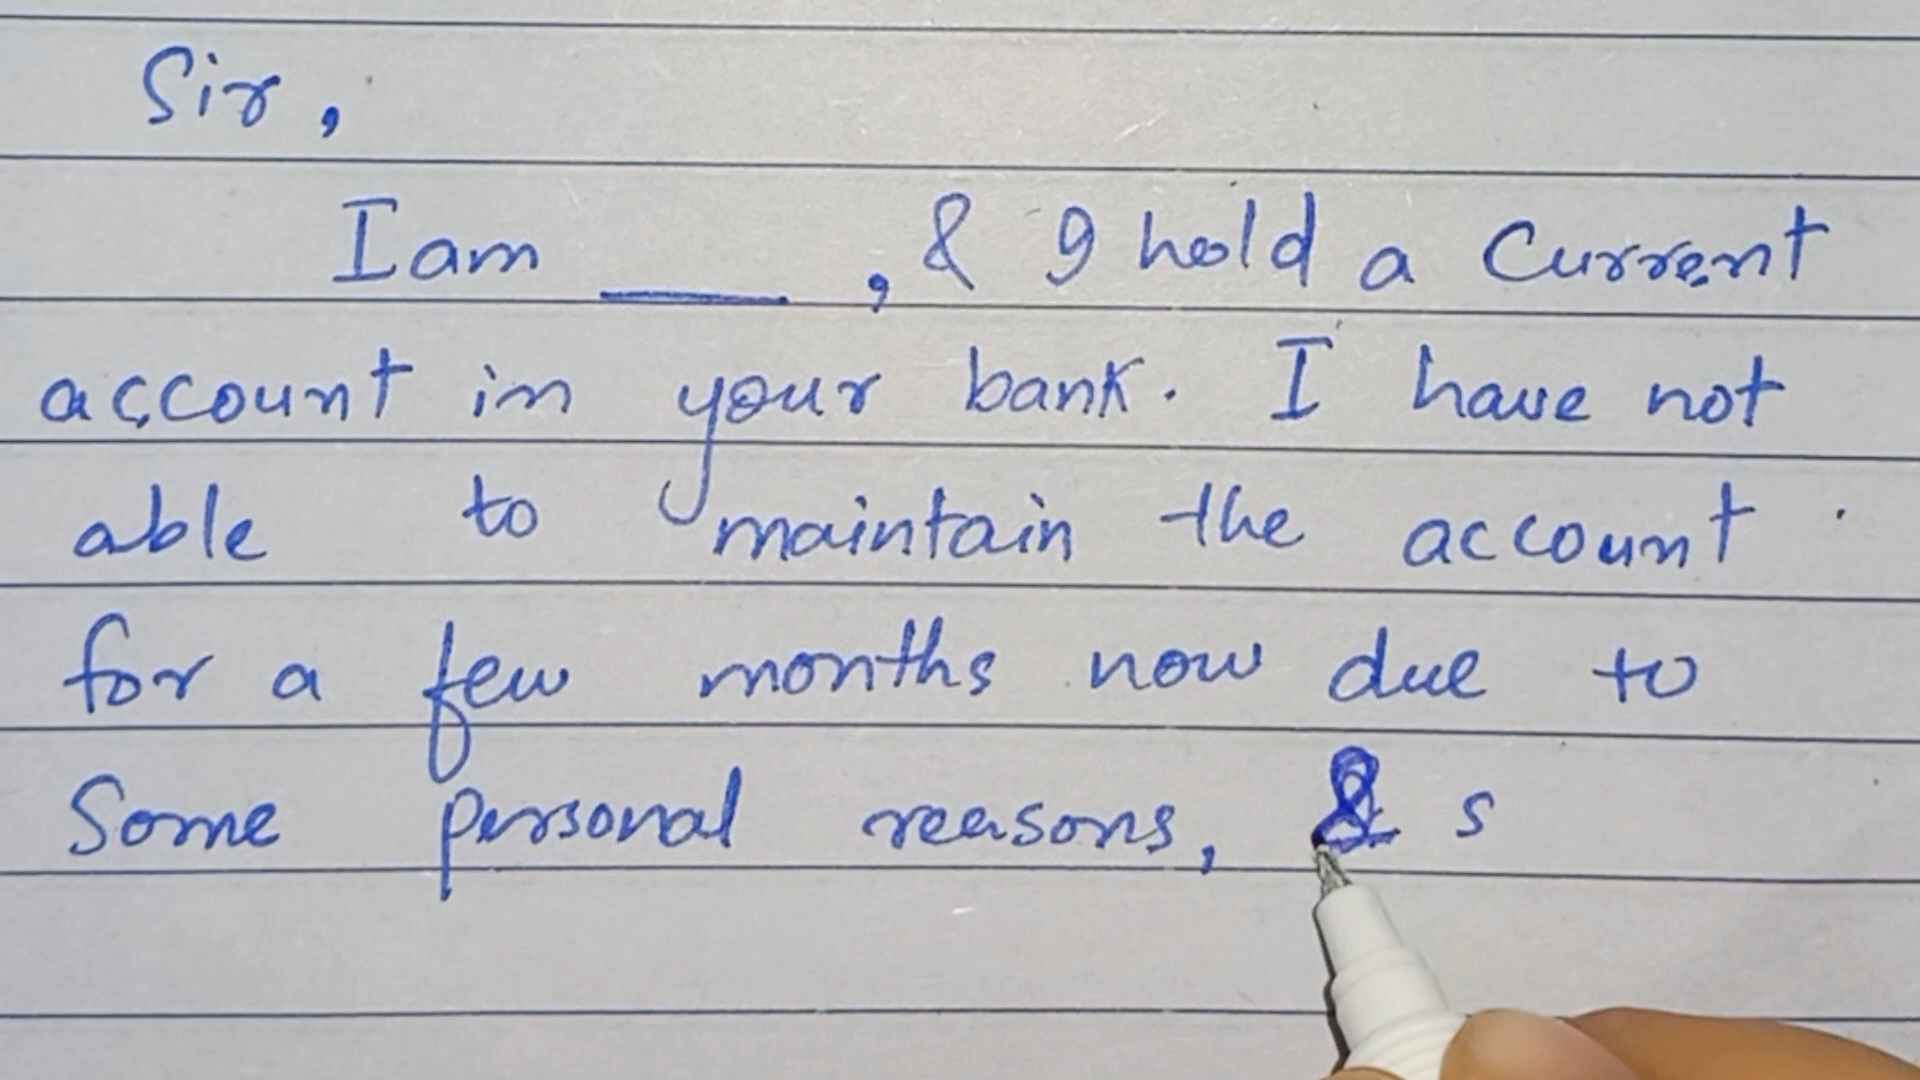 Sir,
I am ____, & I hold a Current
account in your bank. I have not
able to maintain the account
for a few months now due to
Some personal reasons, & s